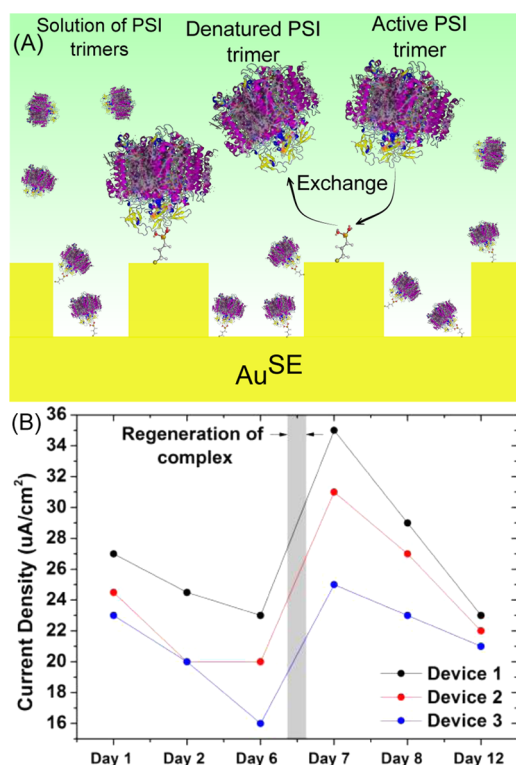 (A)
Solution of PSI
trimers
Denatured PSI
trimer
Active PSI
trimer
Exchange
Au^SE
(B)
Regeneration of
complex
Current Density (uA/cm²)
36
34
32
30
28
26
24
22
20
18
16
Device 1
Device 2
Device 3
Day 1 Day 2 Day 6 Day 7 Day 8 Day 12